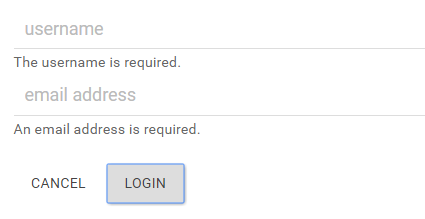 username
The username is required.
email address
An email address is required.
CANCEL LOGIN